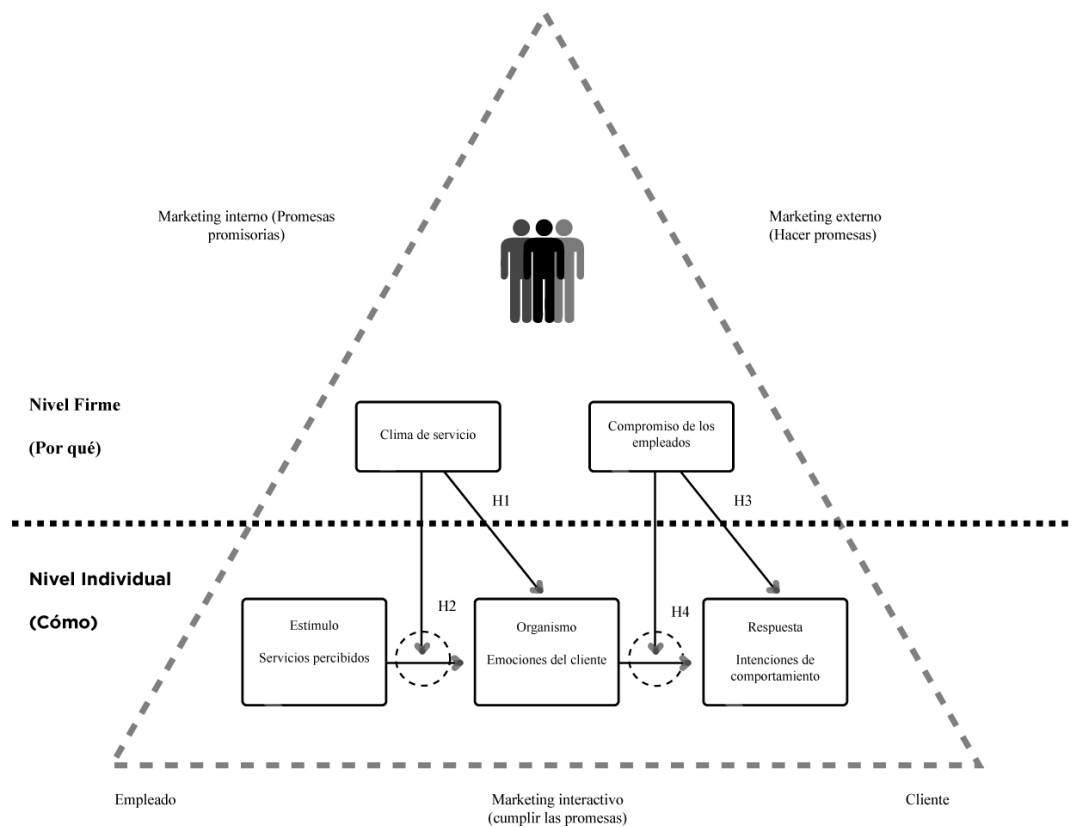 Marketing interno (Promesas
promisorias)
Marketing externo
(Hacer promesas)
Nivel Firme
(Por qué)
Clima de servicio
Compromiso de los
empleados
H1
H3
Nivel Individual
(Cómo)
H2
H4
Estímulo
Servicios percibidos
Organismo
Emociones del cliente
Respuesta
Intenciones de
comportamiento
Empleado
Marketing interactivo
(cumplir las promesas)
Cliente